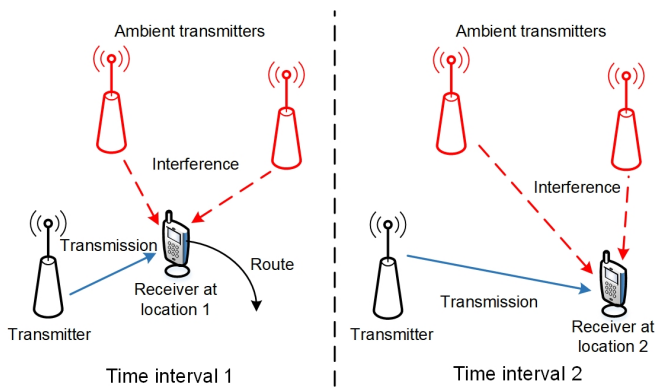 Ambient transmitters
Interference
Transmission
Route
Receiver at
location 1
Transmitter
Time interval 1
Ambient transmitters
Interference
Transmission
Receiver at
location 2
Transmitter
Time interval 2